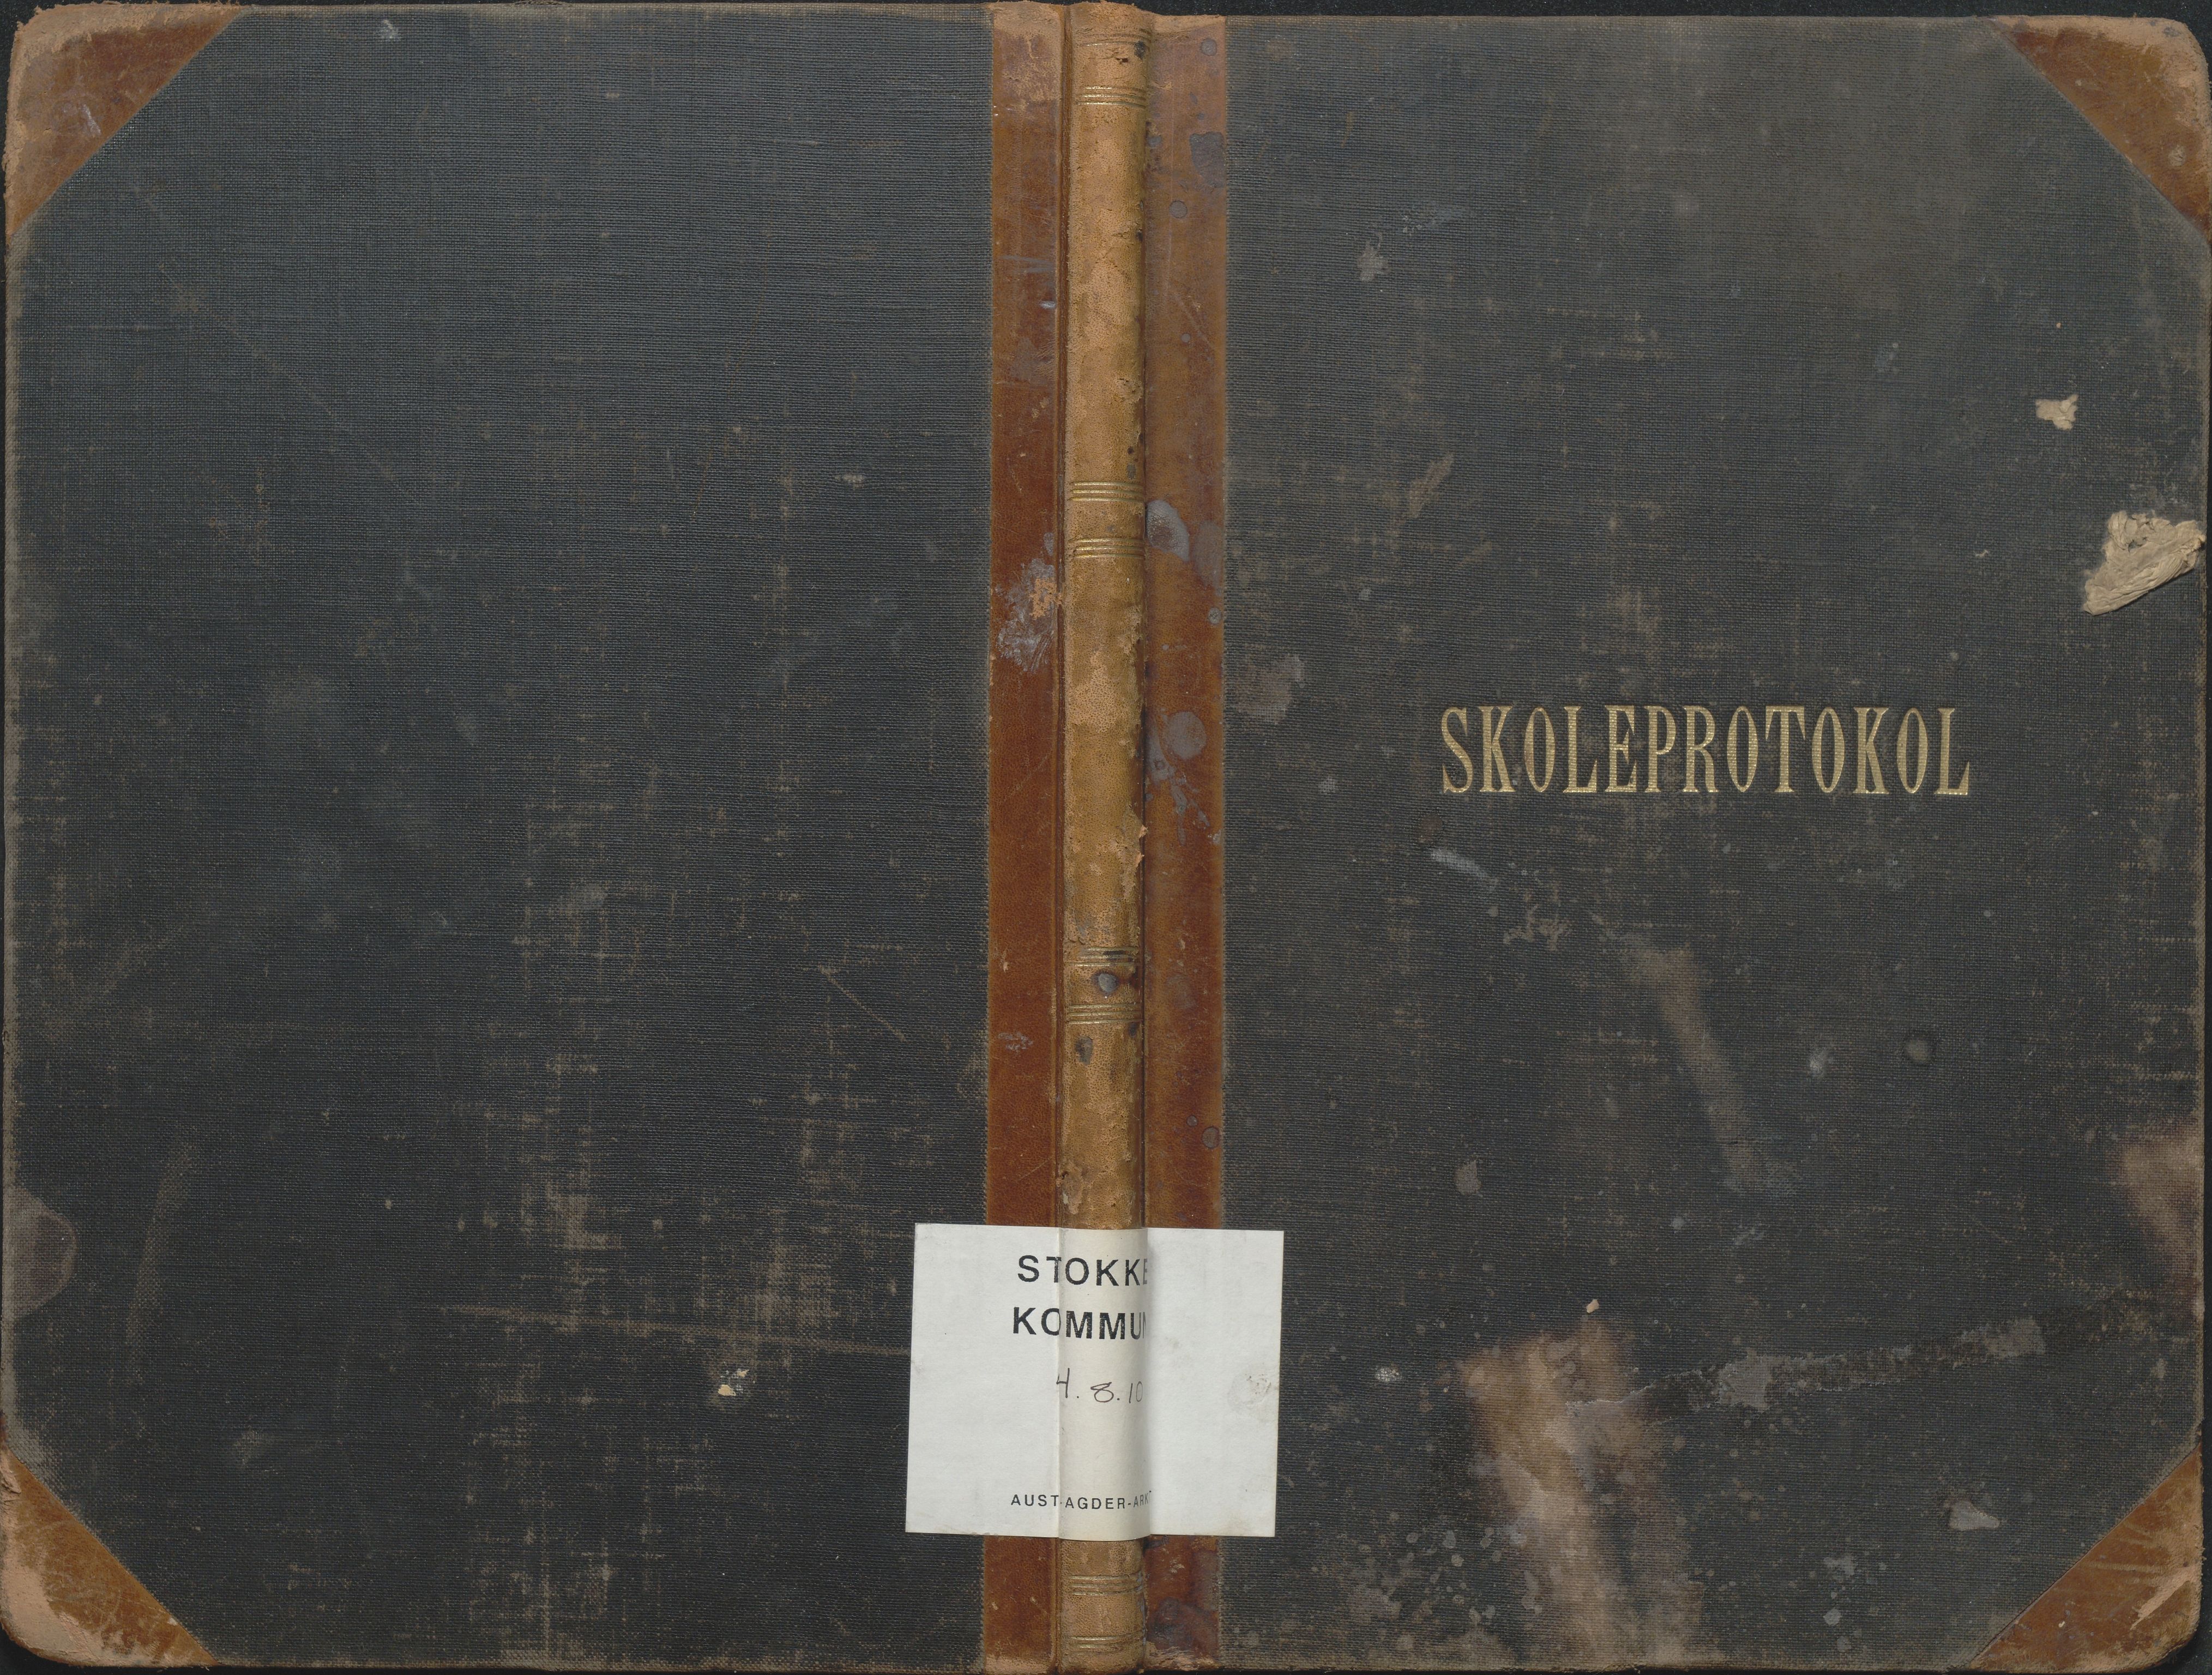 SKOLEPROTOKOL
STOKKE
KOMMUN
4.8.10
AUST-AGDER-ARK